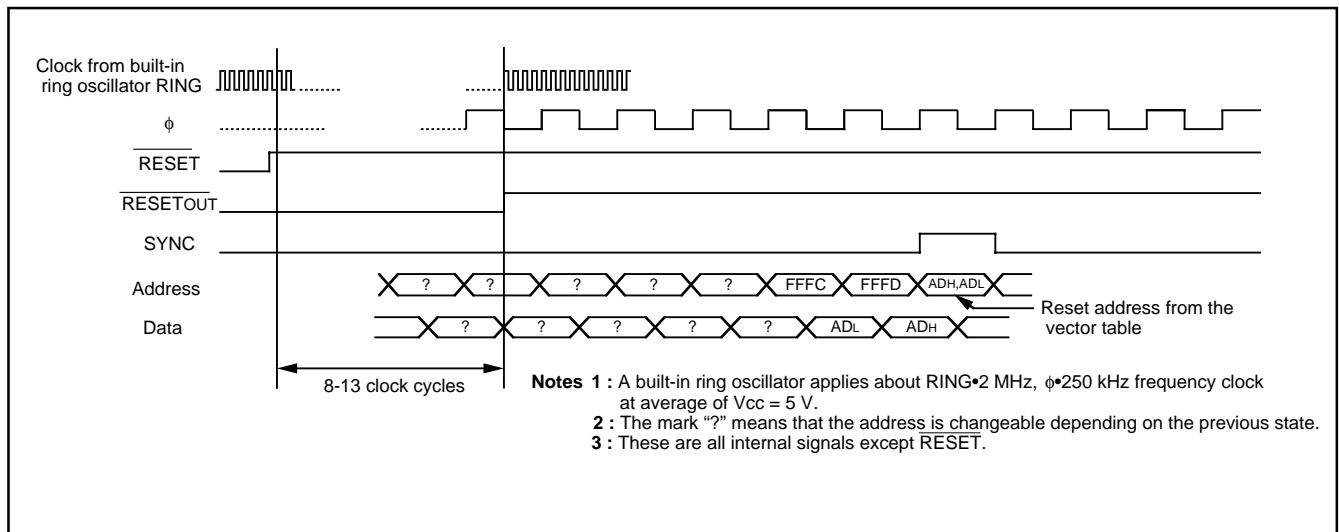 Clock from built-in
ring oscillator RING
φ
RESET
RESETOUT
SYNC
Address
? ? ? ? ? FFFC FFFD ADH,ADL
Reset address from the
vector table
Data
? ? ? ? ? ADL ADH
8-13 clock cycles
Notes 1 : A built-in ring oscillator applies about RING•2 MHz, φ•250 kHz frequency clock
at average of Vcc = 5 V.
2 : The mark “?” means that the address is changeable depending on the previous state.
3 : These are all internal signals except RESET.